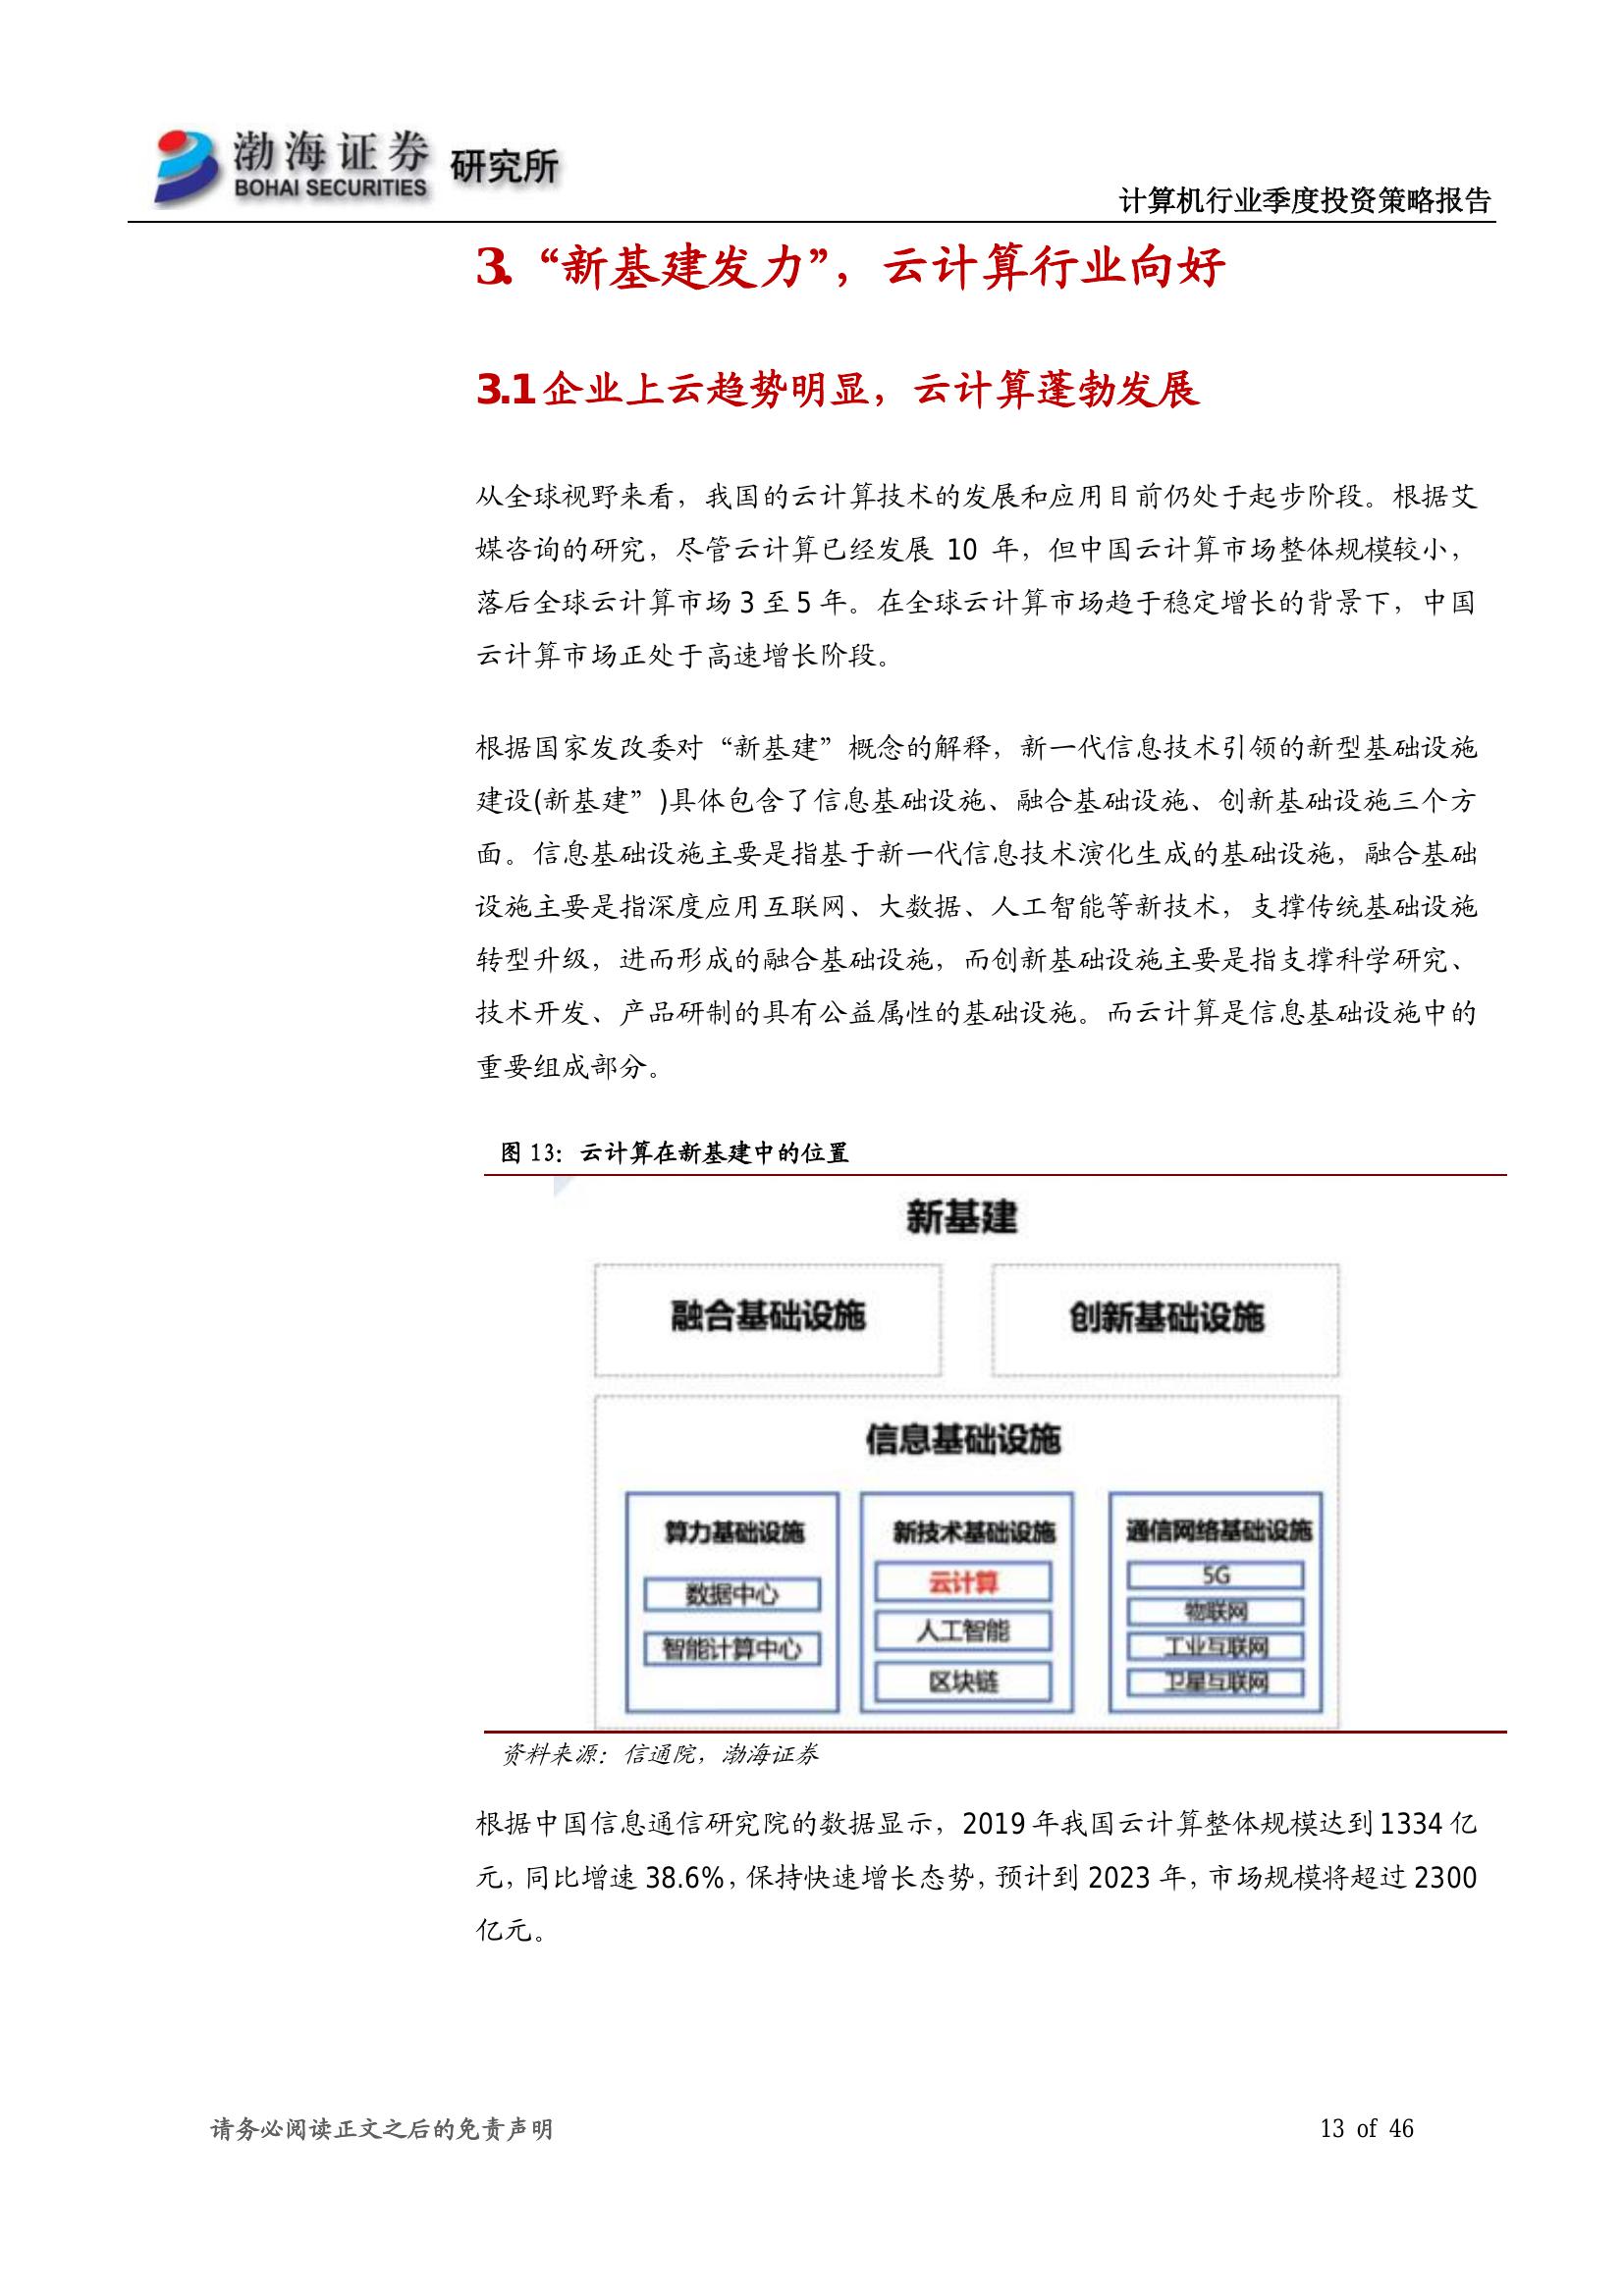 渤海证券 研究所
BOHAI SECURITIES
计算机行业季度投资策略报告
3. “新基建发力”，云计算行业向好
3.1 企业上云趋势明显，云计算蓬勃发展
从全球视野来看，我国的云计算技术的发展和应用目前仍处于起步阶段。根据艾
媒咨询的研究，尽管云计算已经发展 10 年，但中国云计算市场整体规模较小，
落后全球云计算市场 3 至 5 年。在全球云计算市场趋于稳定增长的背景下，中国
云计算市场正处于高速增长阶段。
根据国家发改委对“新基建”概念的解释，新一代信息技术引领的新型基础设施
建设(新基建”)具体包含了信息基础设施、融合基础设施、创新基础设施三个方
面。信息基础设施主要是指基于新一代信息技术演化生成的基础设施，融合基础
设施主要是指深度应用互联网、大数据、人工智能等新技术，支撑传统基础设施
转型升级，进而形成的融合基础设施，而创新基础设施主要是指支撑科学研究、
技术开发、产品研制的具有公益属性的基础设施。而云计算是信息基础设施中的
重要组成部分。
图 13：云计算在新基建中的位置
新基建
融合基础设施
创新基础设施
信息基础设施
算力基础设施
数据中心
智能计算中心
新技术基础设施
云计算
人工智能
区块链
通信网络基础设施
5G
物联网
工业互联网
卫星互联网
资料来源：信通院，渤海证券
根据中国信息通信研究院的数据显示，2019 年我国云计算整体规模达到 1334 亿
元，同比增速 38.6%，保持快速增长态势，预计到 2023 年，市场规模将超过 2300
亿元。
请务必阅读正文之后的免责声明
13 of 46